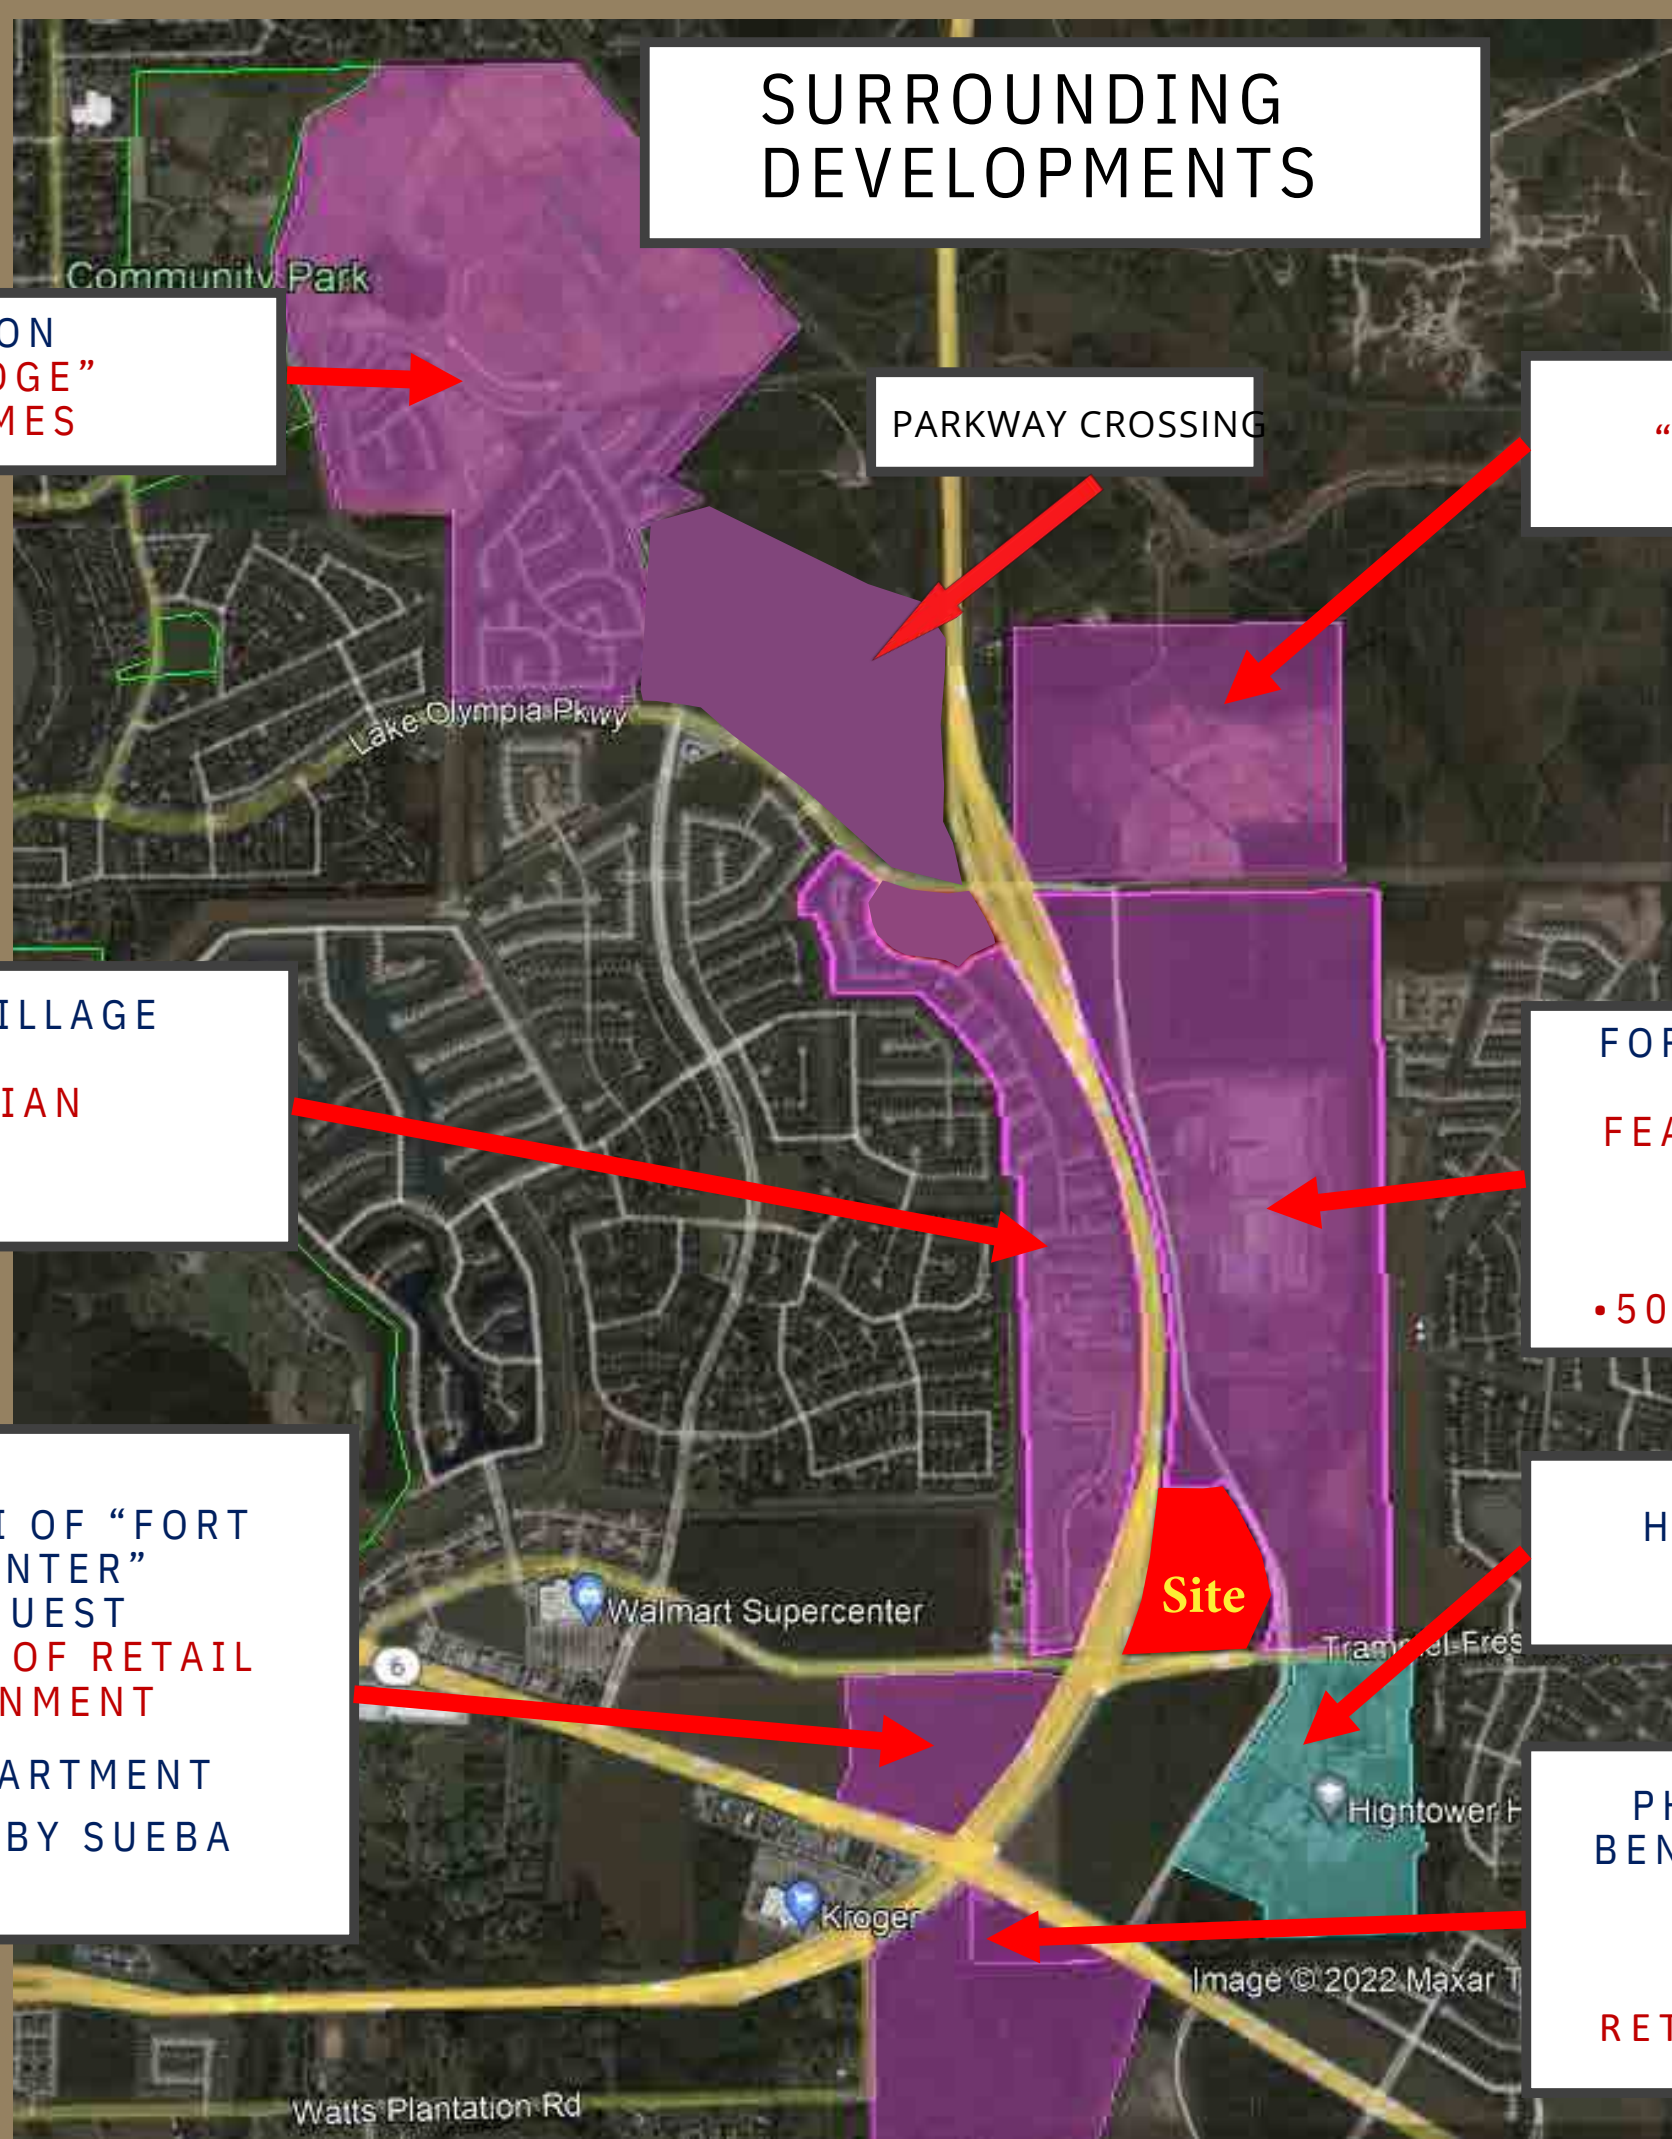 SURROUNDING
DEVELOPMENTS
Community Park
ON
DGE”
MES
PARKWAY CROSSING
“
Lake Olympia Pkwy
ILLAGE
IAN
FOR
FEA
•50
I OF “FORT
NTER”
UEST
OF RETAIL
NMENT
ARTMENT
BY SUEBA
Walmart Supercenter
6
Site
H
Trammel-Fres
Hightower H
PH
BEN
RET
Kroger
Image © 2022 Maxar T
Watts Plantation Rd